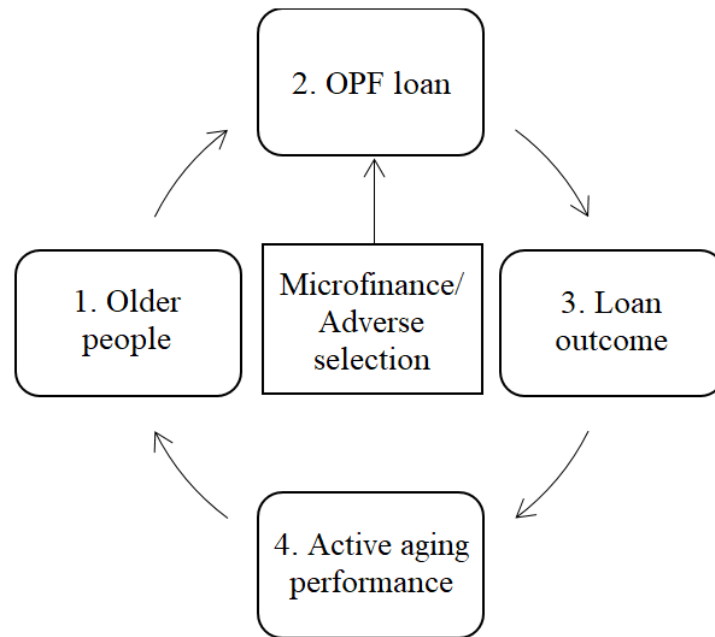 2. OPF loan
1. Older
people
Microfinance/
Adverse
selection
3. Loan
outcome
4. Active aging
performance